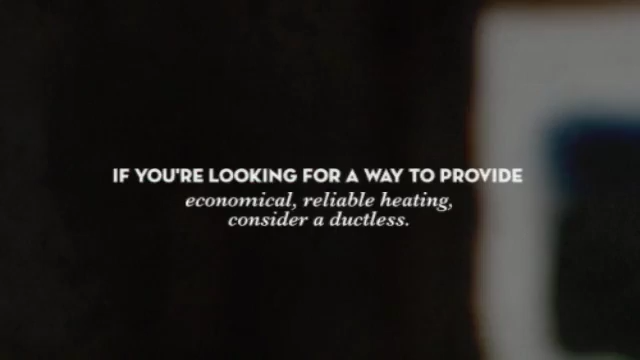 IF YOU'RE LOOKING FOR A WAY TO PROVIDE
economical, reliable heating,
consider a ductless.